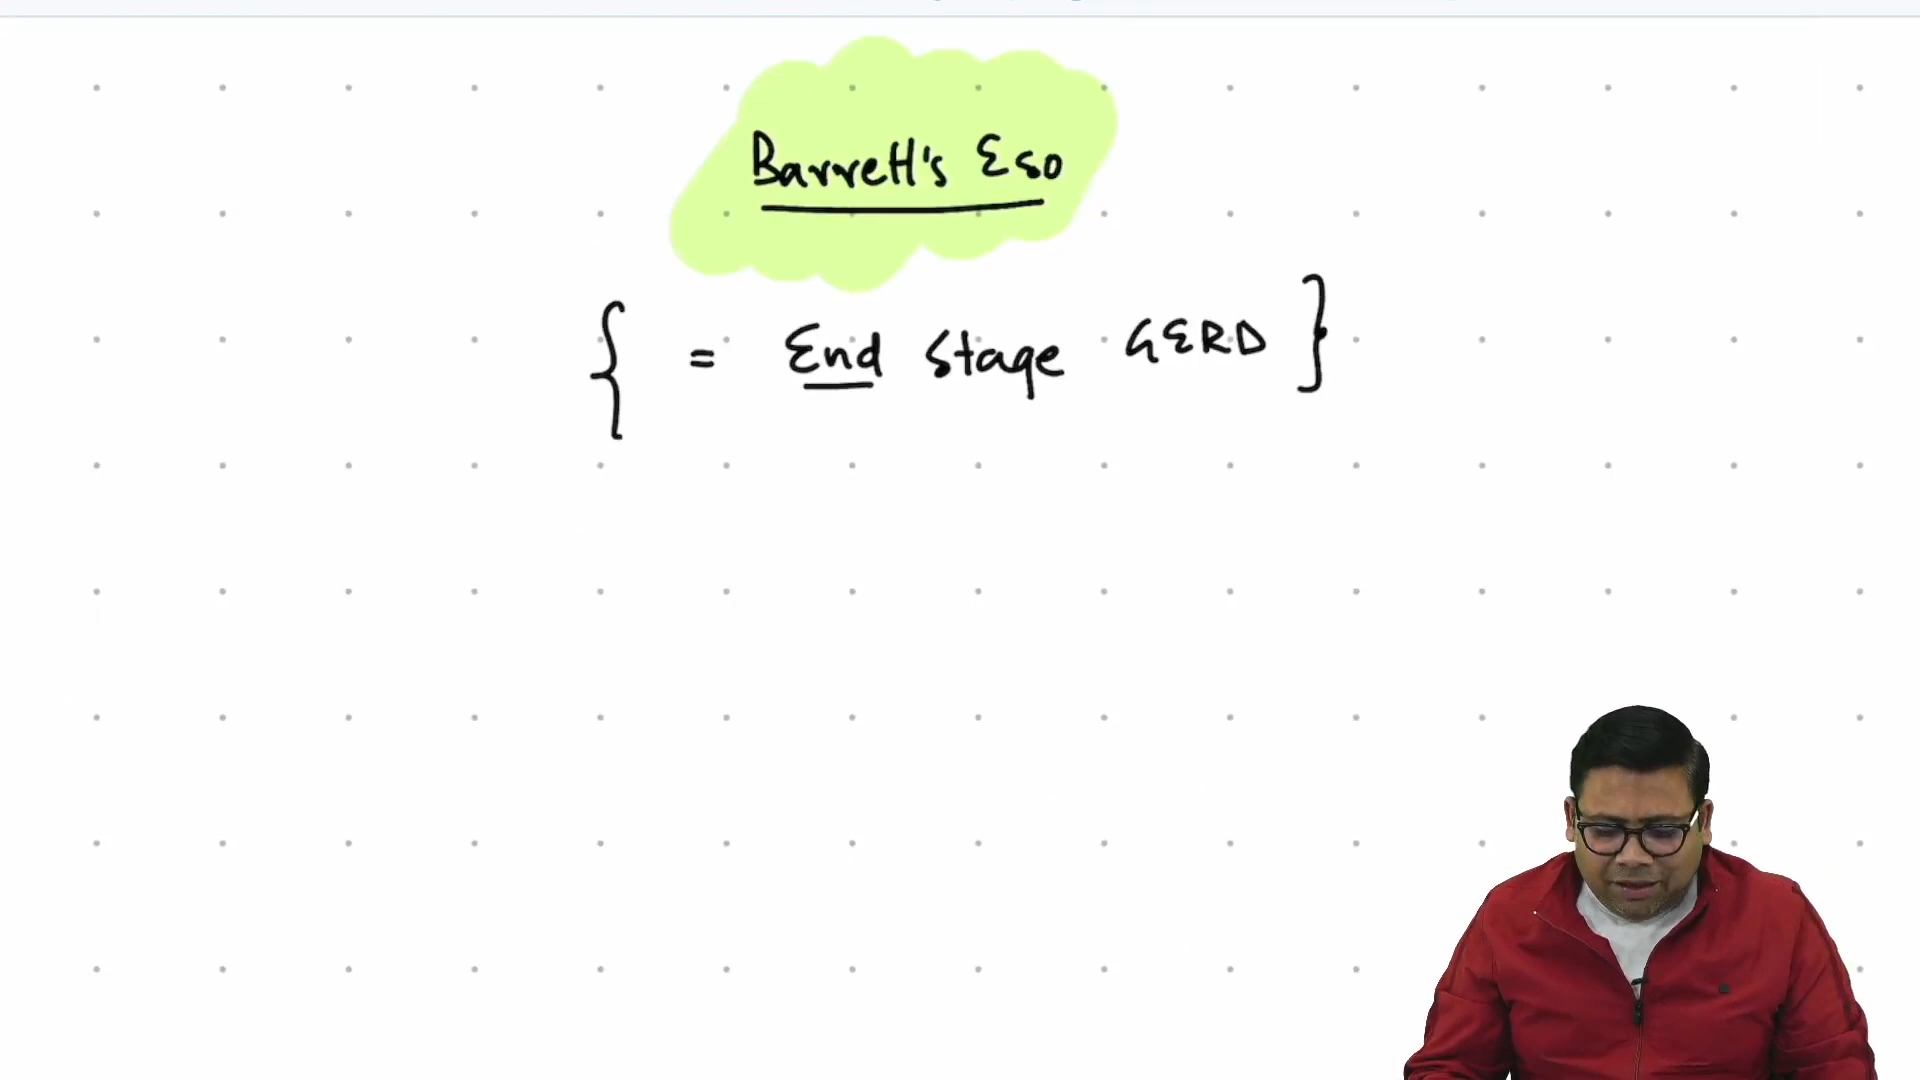 Barrett's Eso
{ = End Stage GERD }